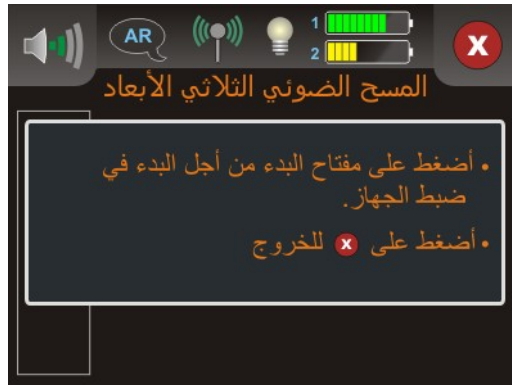 AR
1
2
X
المسح الضوئي الثلاثي الأبعاد
• أضغط على مفتاح البدء من أجل البدء في
ضبط الجهاز.
• أضغط على X للخروج